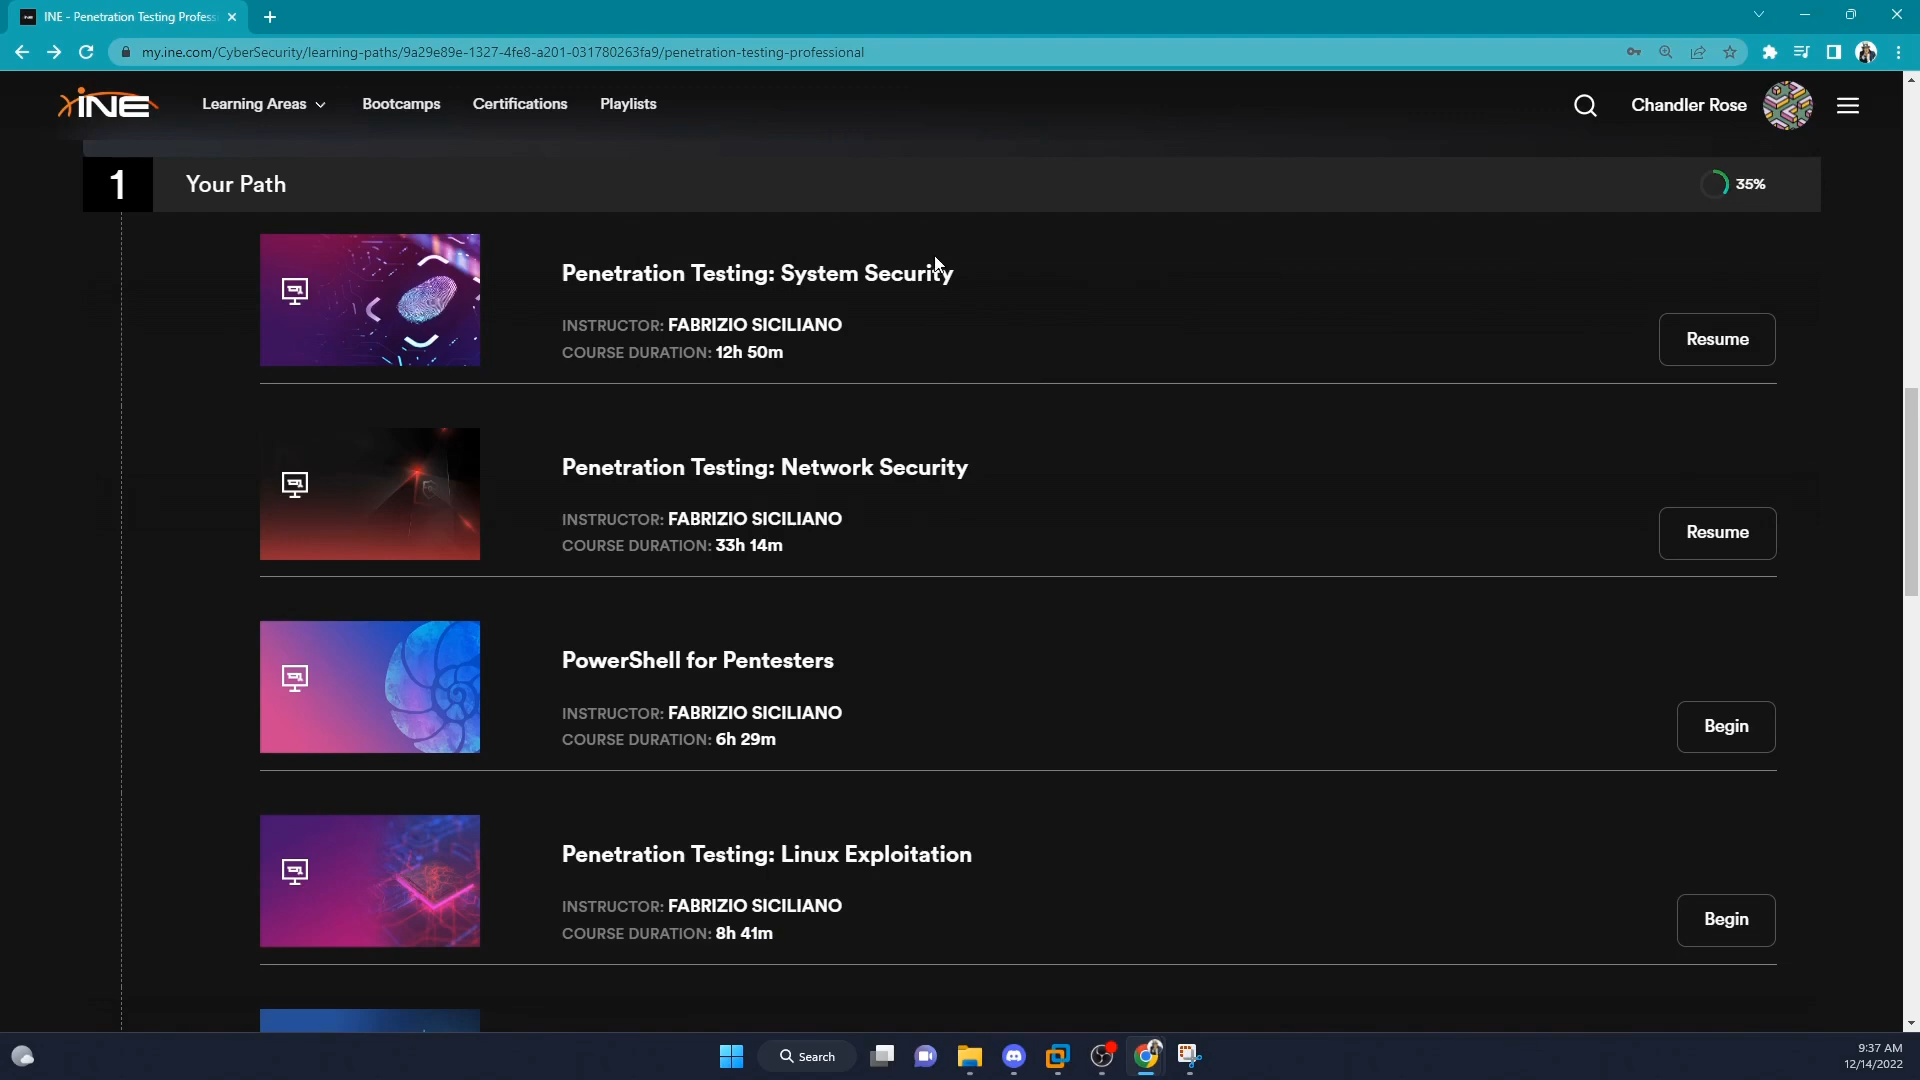 INE - Penetration Testing Profess
my.ine.com/CyberSecurity/learning-paths/9a29e89e-1327-4fe8-a201-031780263fa9/penetration-testing-professional
INE
Learning Areas
Bootcamps
Certifications
Playlists
Chandler Rose
1
Your Path
35%
Penetration Testing: System Security
INSTRUCTOR: FABRIZIO SICILIANO
COURSE DURATION: 12h 50m
Resume
Penetration Testing: Network Security
INSTRUCTOR: FABRIZIO SICILIANO
COURSE DURATION: 33h 14m
Resume
PowerShell for Pentesters
INSTRUCTOR: FABRIZIO SICILIANO
COURSE DURATION: 6h 29m
Begin
Penetration Testing: Linux Exploitation
INSTRUCTOR: FABRIZIO SICILIANO
COURSE DURATION: 8h 41m
Begin
Search
9:37 AM
12/14/2022